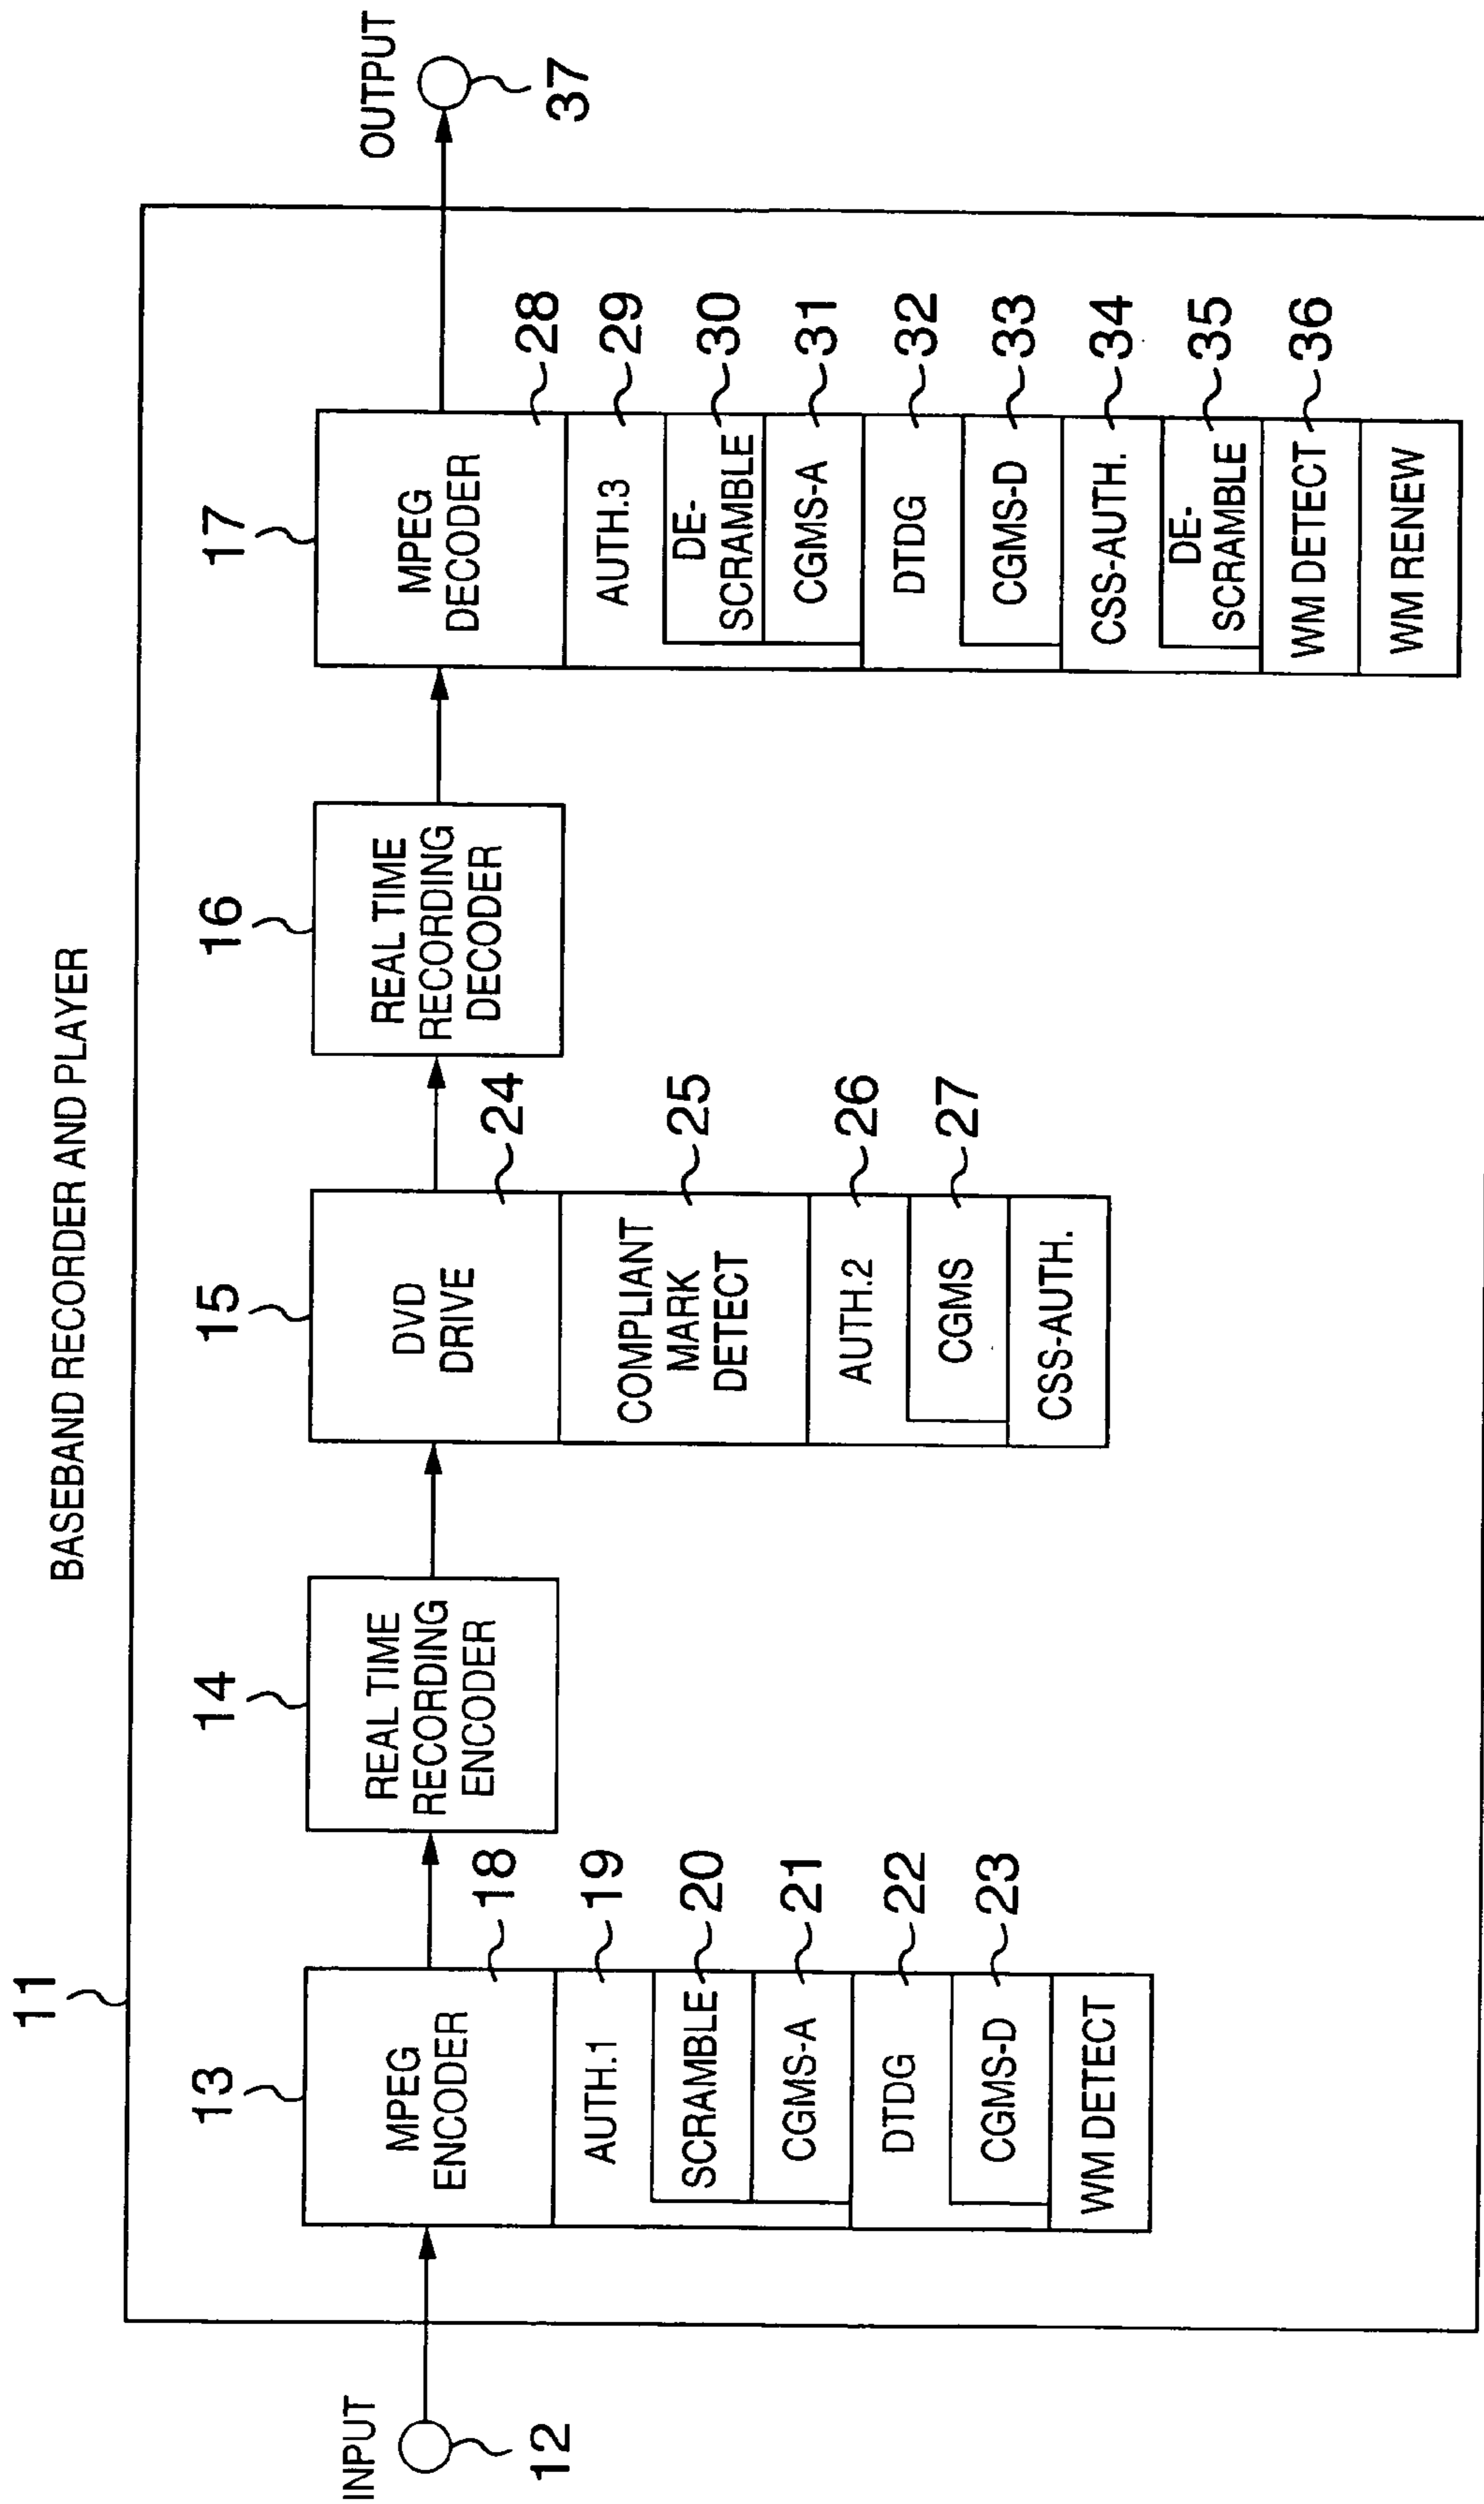 BASEBAND RECORDER AND PLAYER
11
INPUT
12
13
MPEG
ENCODER
18
AUTH.1
19
SCRAMBLE
20
CGMS-A
21
DTDG
22
CGMS-D
23
WM DETECT
14
REAL TIME
RECORDING
ENCODER
15
DVD
DRIVE
24
COMPLIANT
MARK
DETECT
25
AUTH.2
26
CGMS
27
CSS-AUTH.
16
REAL TIME
RECORDING
DECODER
17
MPEG
DECODER
28
AUTH.3
29
DE-
SCRAMBLE
30
CGMS-A
31
DTDG
32
CGMS-D
33
CSS-AUTH.
34
DE-
SCRAMBLE
35
WM DETECT
36
WM RENEW
OUTPUT
37